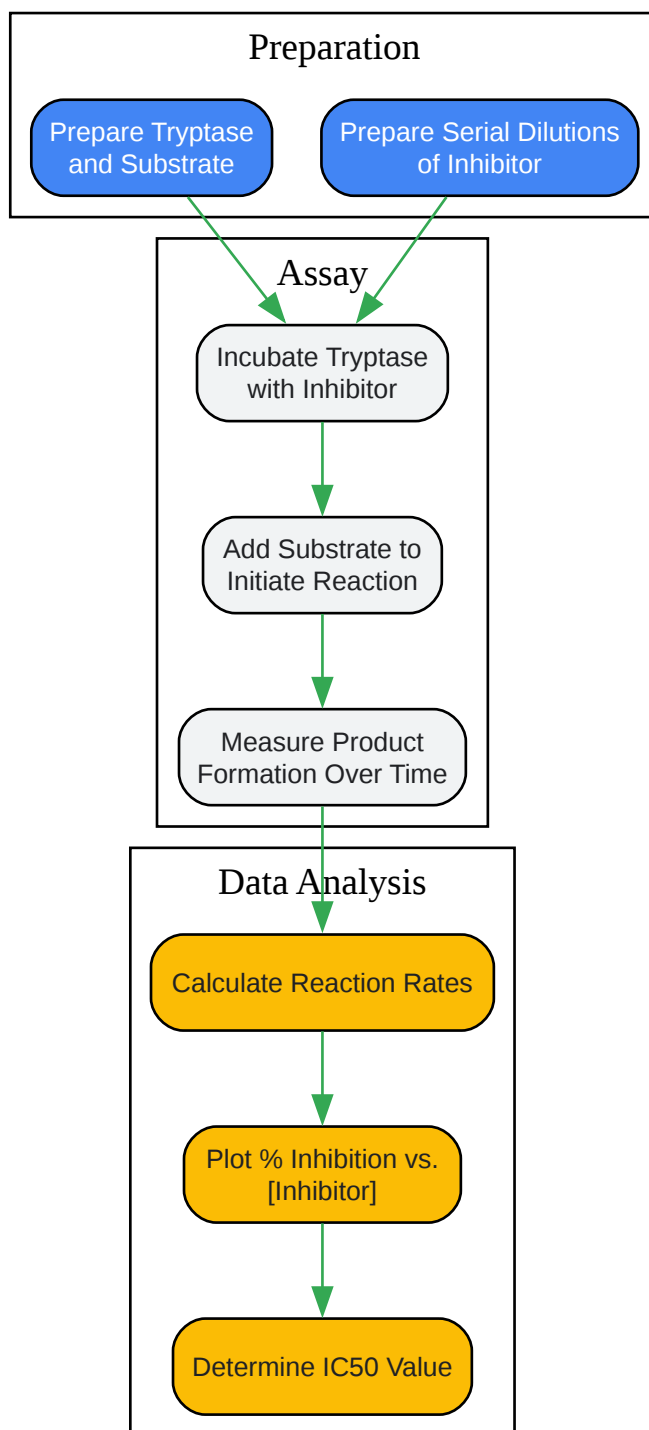 Preparation
Prepare Tryptase
and Substrate
Prepare Serial Dilutions
of Inhibitor
Assay
Incubate Tryptase
with Inhibitor
Add Substrate to
Initiate Reaction
Measure Product
Formation Over Time
Data Analysis
Calculate Reaction Rates
Plot % Inhibition vs.
[Inhibitor]
Determine IC50 Value